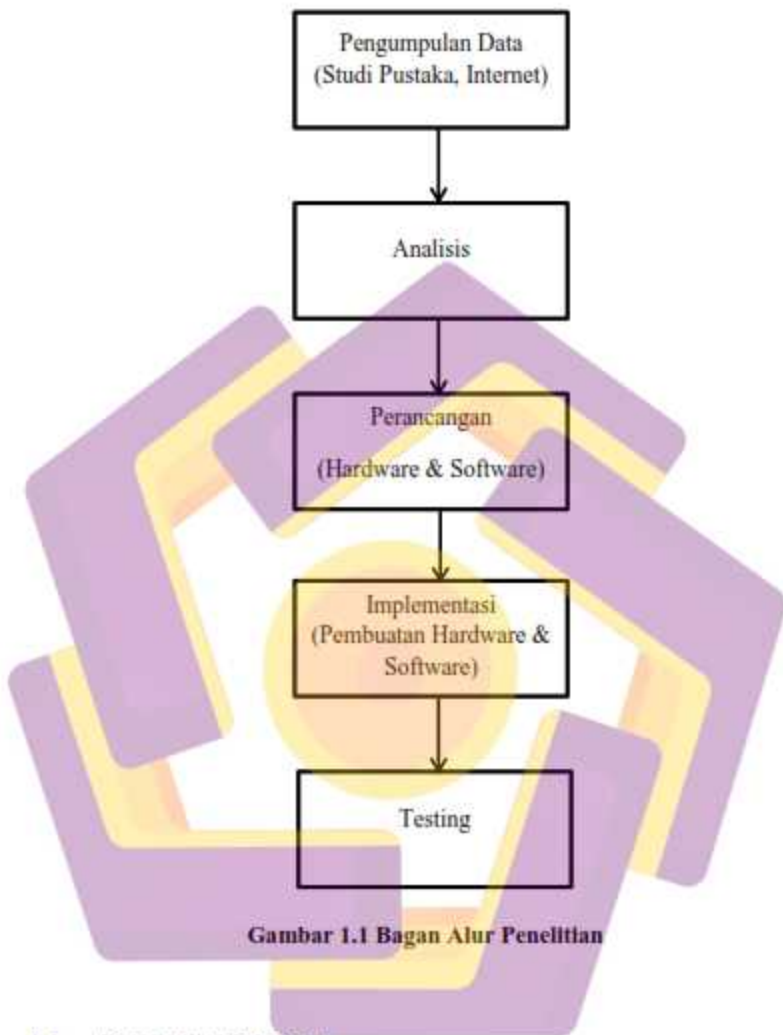 Pengumpulan Data
(Studi Pustaka, Internet)
Analisis
Perancangan
(Hardware & Software)
Implementasi
(Pembuatan Hardware &
Software)
Testing
Gambar 1.1 Bagan Alur Penelitian